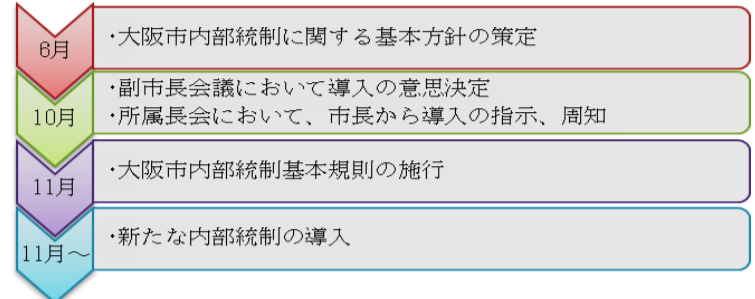 6月
・大阪市内部統制に関する基本方針の策定
10月
・副市長会議において導入の意思決定
・所属長会において、市長から導入の指示、周知
11月
・大阪市内部統制基本規則の施行
11月～
・新たな内部統制の導入